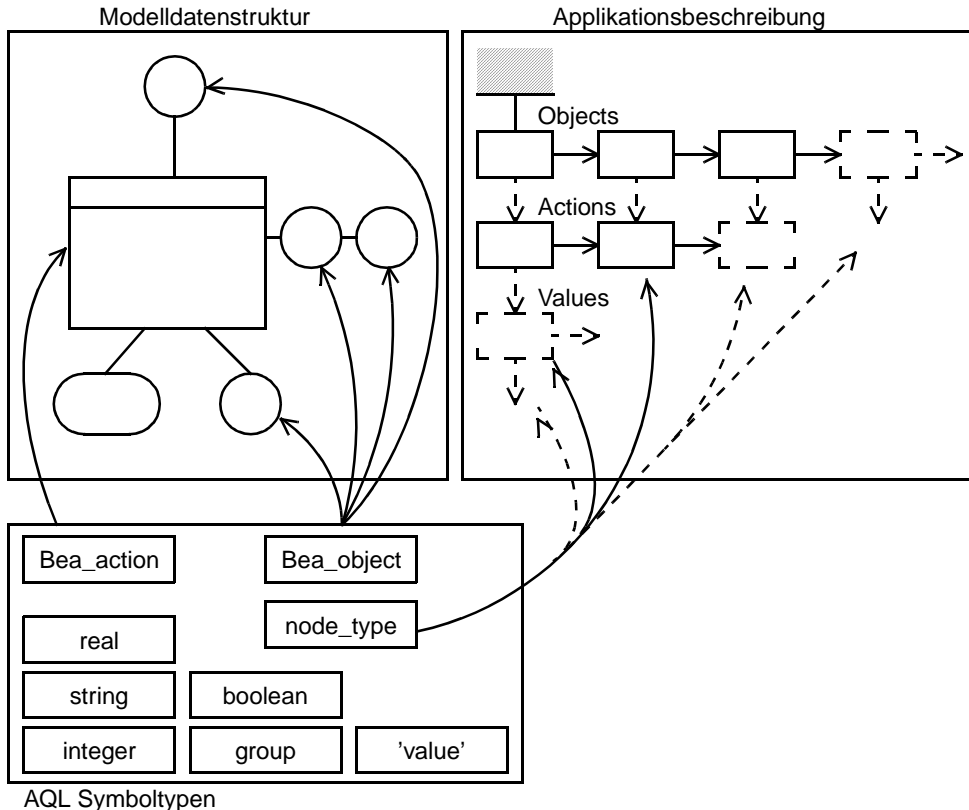 Modelldatenstruktur
Applikationsbeschreibung
Objects
Actions
Values
Bea_action
Bea_object
node_type
real
string
boolean
integer
group
’value’
AQL Symboltypen